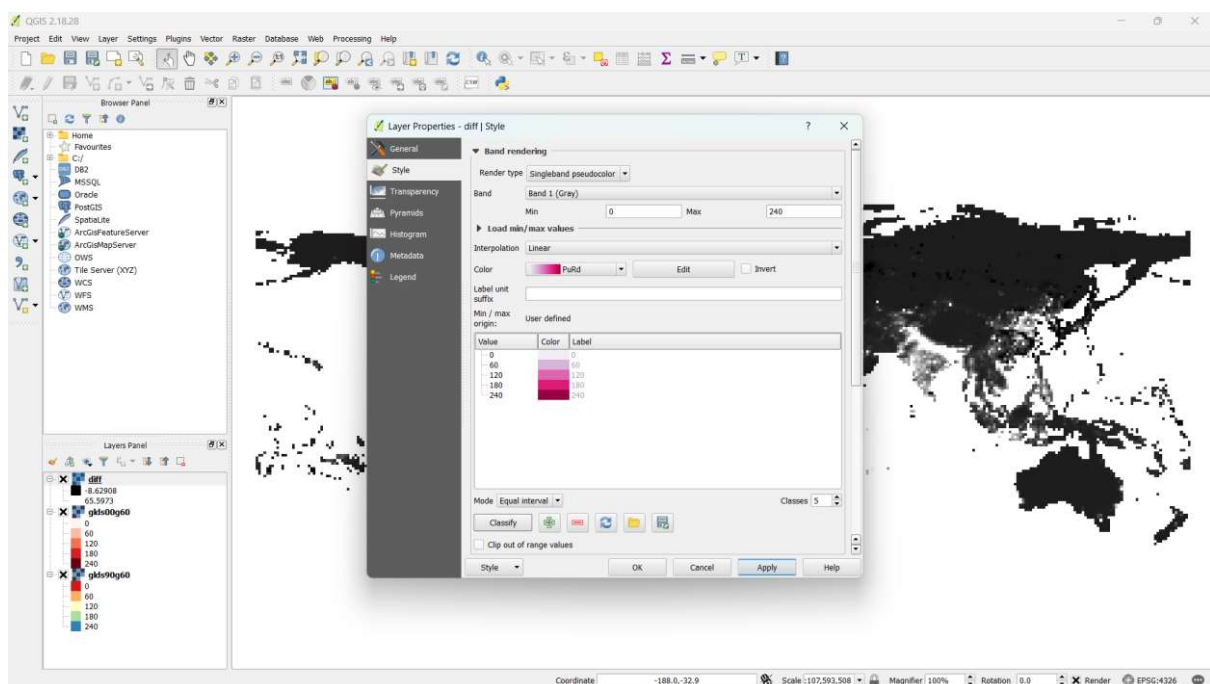 QGIS 2.18.28
Project Edit View Layer Settings Plugins Vector Raster Database Web Processing Help
Browser Panel
Home
Favourites
C:/
DB2
MSSQL
Oracle
PostGIS
SpatiaLite
ArcGisFeatureServer
ArcGisMapServer
OWS
Tile Server (XYZ)
WCS
WFS
WMS
Layers Panel
diff
-8.62908
65.5973
glds00g60
0
60
120
180
240
glds90g60
0
60
120
180
240
Layer Properties - diff | Style
General
Style
Transparency
Pyramids
Histogram
Metadata
Legend
Band rendering
Render type Singleband pseudocolor
Band Band 1 (Gray)
Min 0 Max 240
Load min/max values
Interpolation Linear
Color PuRd Edit Invert
Label unit
suffix
Min / max
origin: User defined
Value Color Label
0 0
60 60
120 120
180 180
240 240
Mode Equal interval Classes 5
Classify
Clip out of range values
Style OK Cancel Apply Help
Coordinate -188.0,-32.9 Scale 1:107,593,508 Magnifier 100% Rotation 0.0 Render EPSG:4326